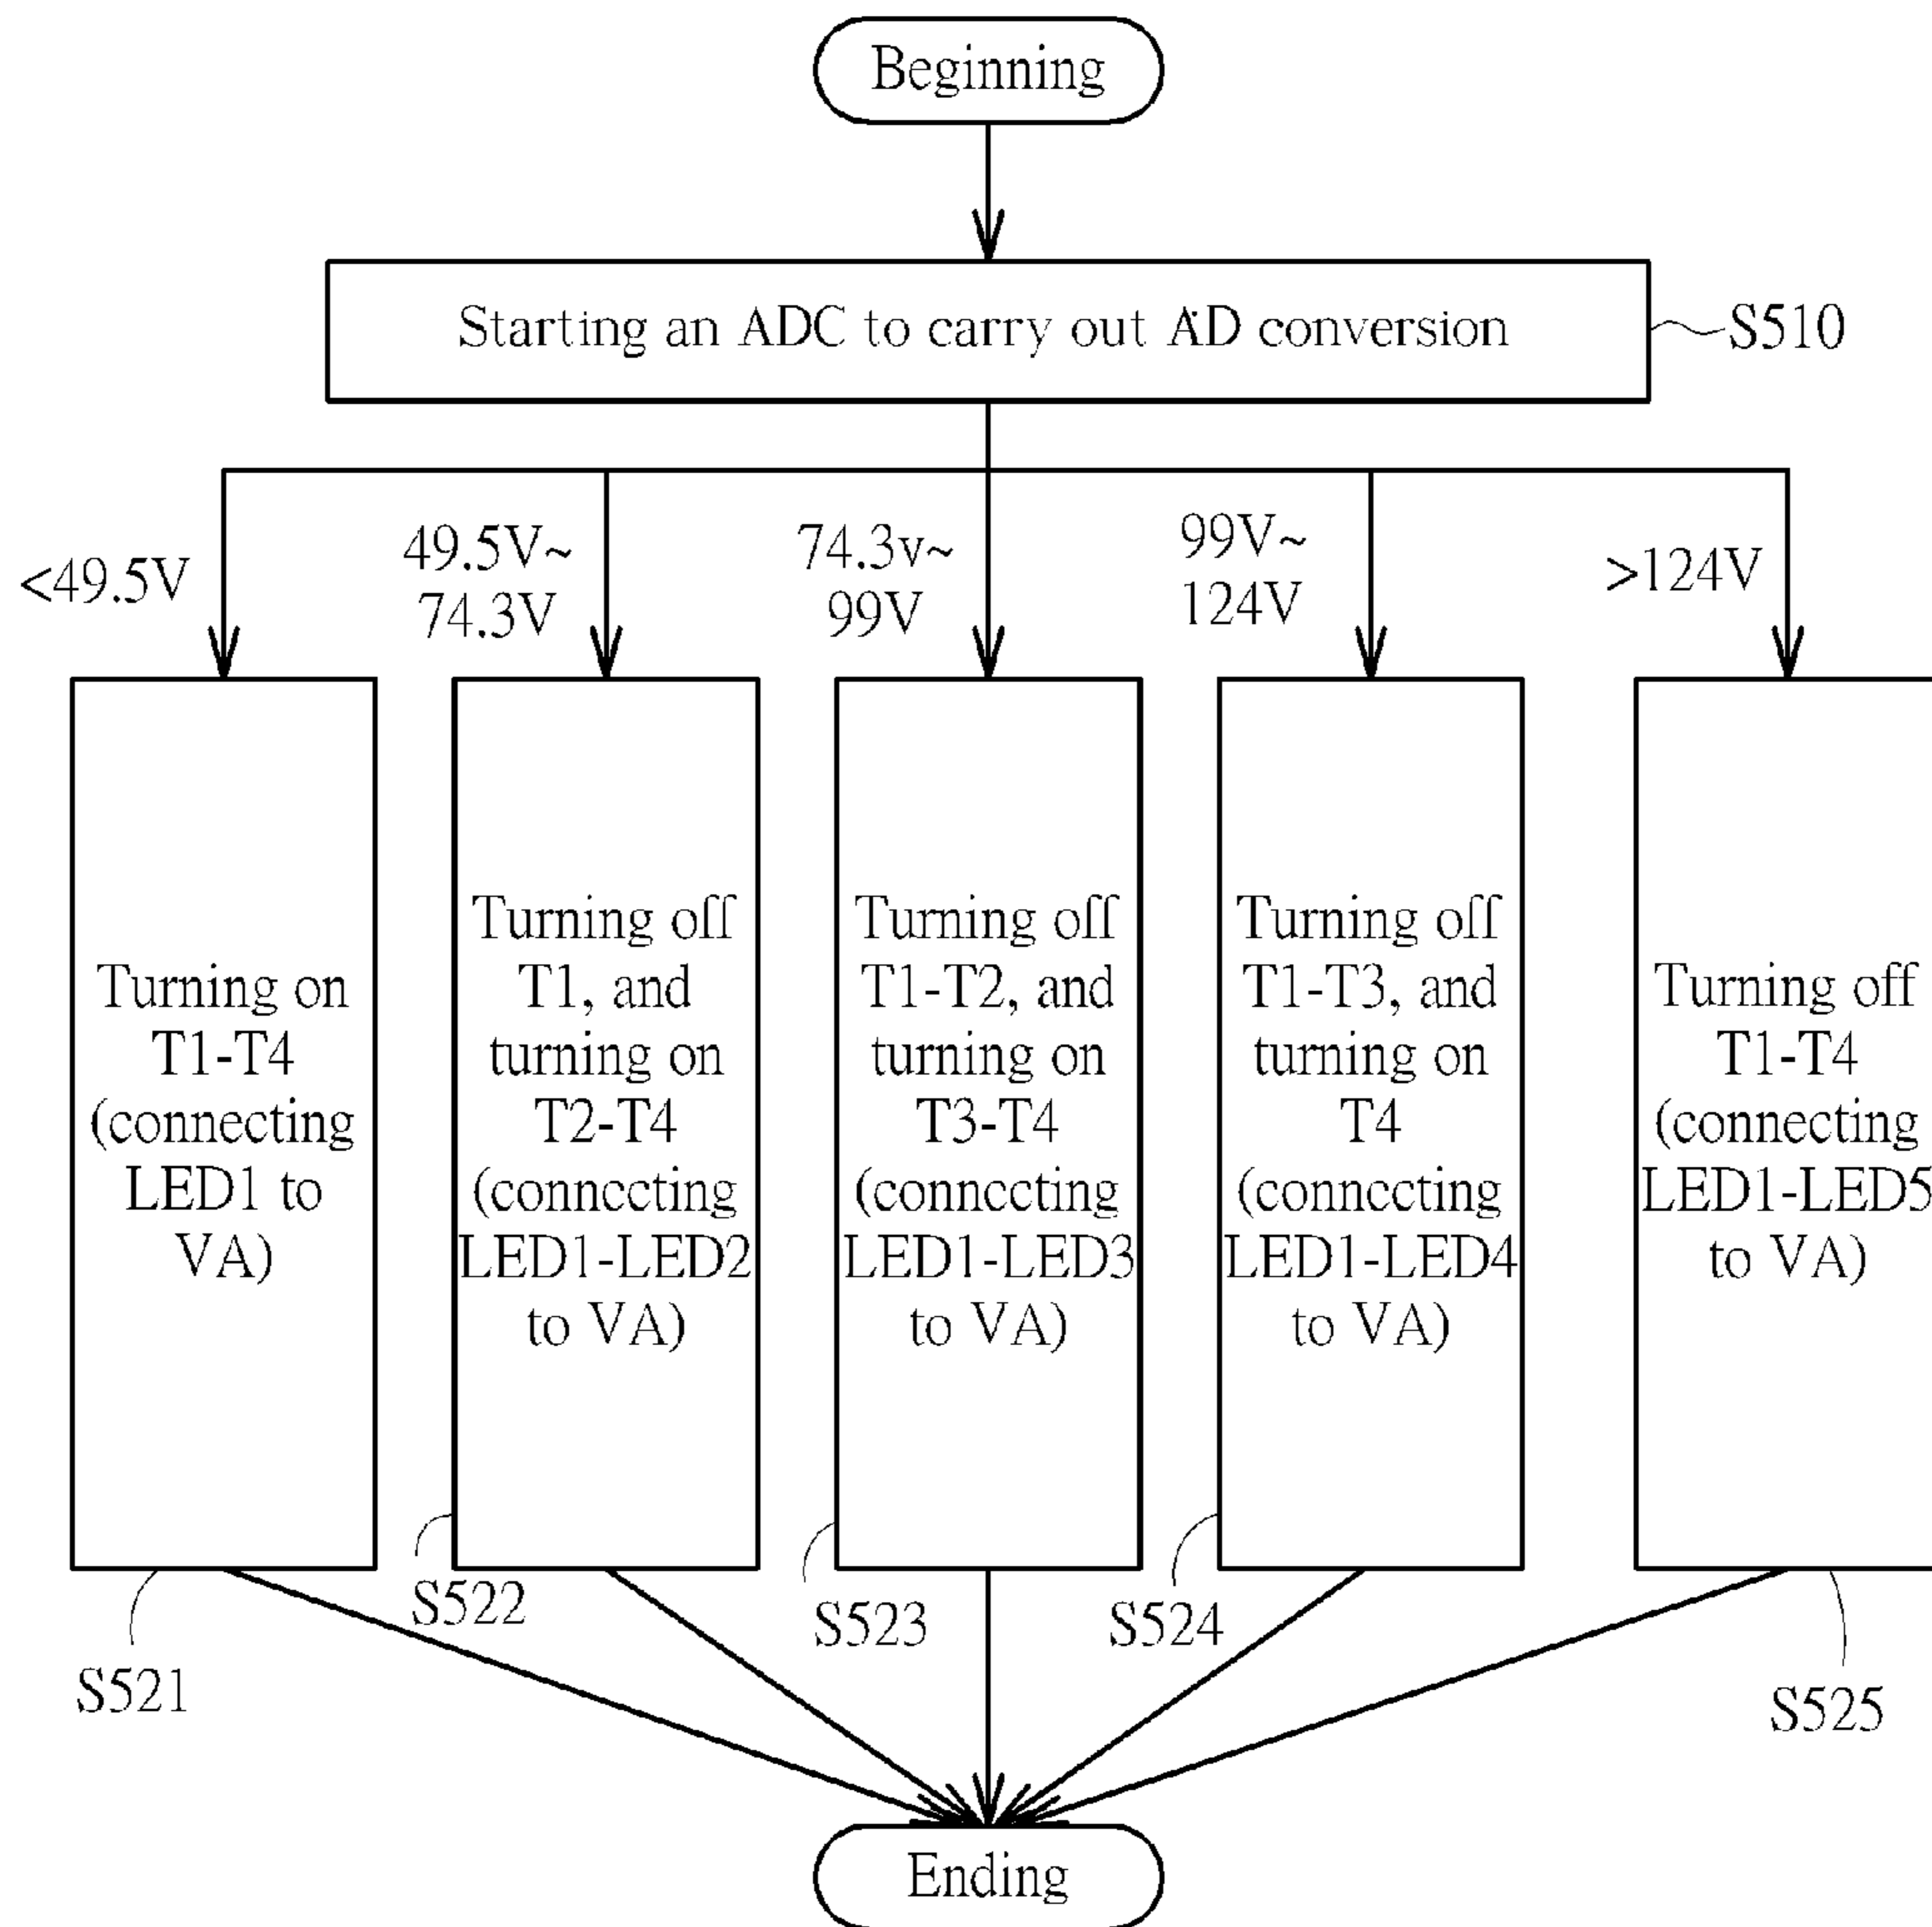 Beginning
Starting an ADC to carry out AD conversion
S510
<49.5V
49.5V~
74.3V
74.3v~
99V
99V~
124V
>124V
Turning on
T1-T4
(connecting
LED1 to
VA)
Turning off
T1, and
turning on
T2-T4
(connecting
LED1-LED2
to VA)
Turning off
T1-T2, and
turning on
T3-T4
(connecting
LED1-LED3
to VA)
Turning off
T1-T3, and
turning on
T4
(connecting
LED1-LED4
to VA)
Turning off
T1-T4
(connecting
LED1-LED5
to VA)
S521
S522
S523
S524
S525
Ending